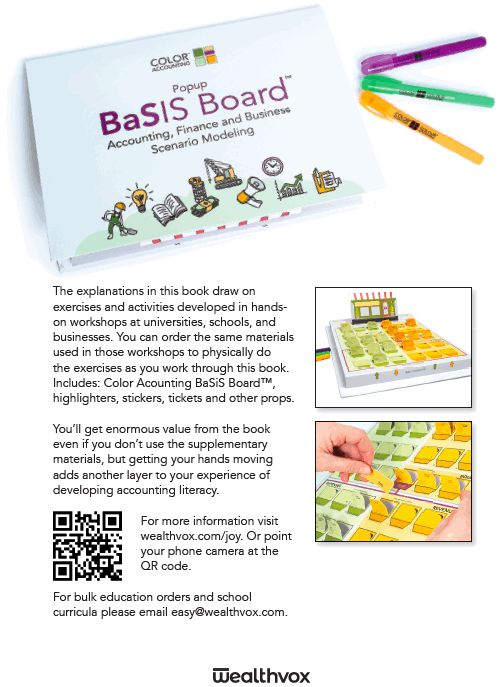 COLOR™
ACCOUNTING
Popup
BaSIS Board™
Accounting, Finance and Business
Scenario Modeling
The explanations in this book draw on
exercises and activities developed in hands-
on workshops at universities, schools, and
businesses. You can order the same materials
used in those workshops to physically do
the exercises as you work through this book.
Includes: Color Acounting BaSiS Board™,
highlighters, stickers, tickets and other props.
You'll get enormous value from the book
even if you don't use the supplementary
materials, but getting your hands moving
adds another layer to your experience of
developing accounting literacy.
For more information visit
wealthvox.com/joy. Or point
your phone camera at the
QR code.
For bulk education orders and school
curricula please email easy@wealthvox.com.
wealthvox